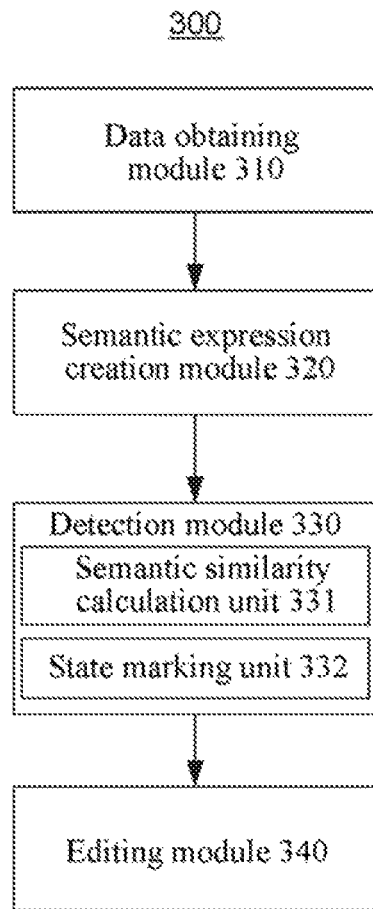 300
Data obtaining
module 310
Semantic expression
creation module 320
Detection module 330
Semantic similarity
calculation unit 331
State marking unit 332
Editing module 340